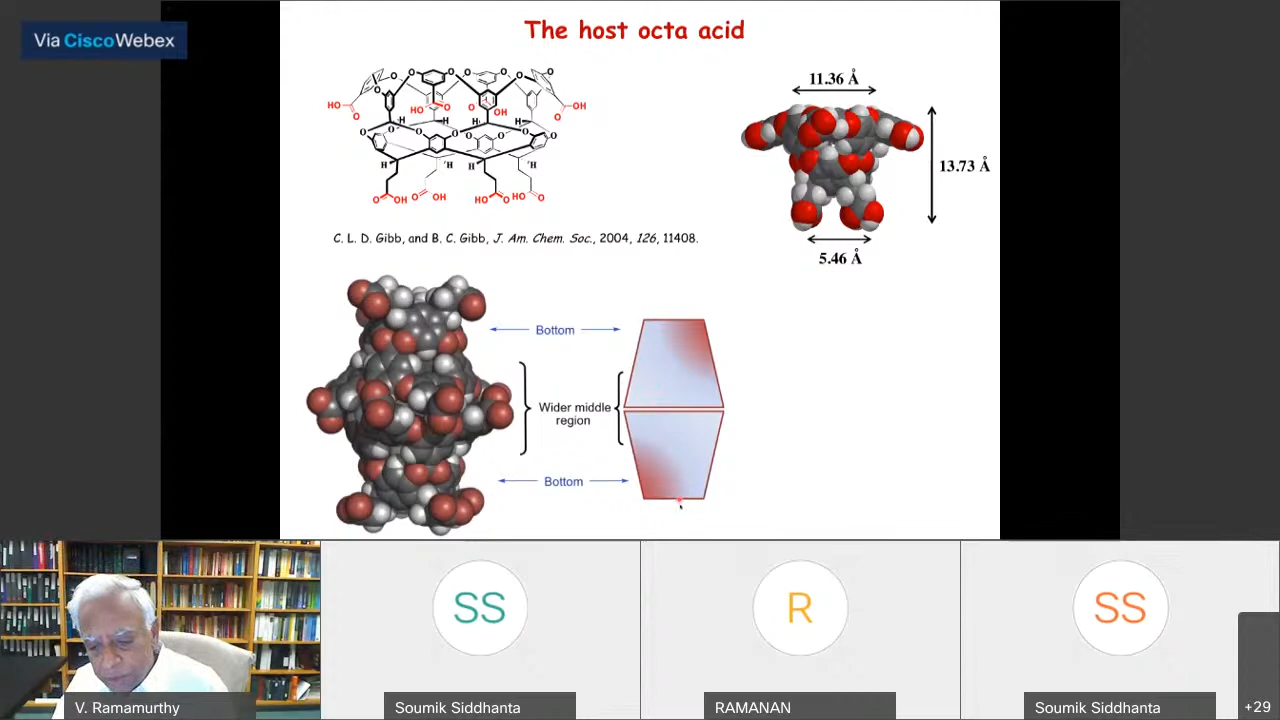 Via CiscoWebex
The host octa acid
HO
O
HO
O
OH
O
OH
O
O
OH
O
OH
HO
O
HO
O
11.36 Å
13.73 Å
5.46 Å
C. L. D. Gibb, and B. C. Gibb, J. Am. Chem. Soc., 2004, 126, 11408.
Bottom
Wider middle
region
Bottom
SS
R
SS
V. Ramamurthy
Soumik Siddhanta
RAMANAN
Soumik Siddhanta
+29